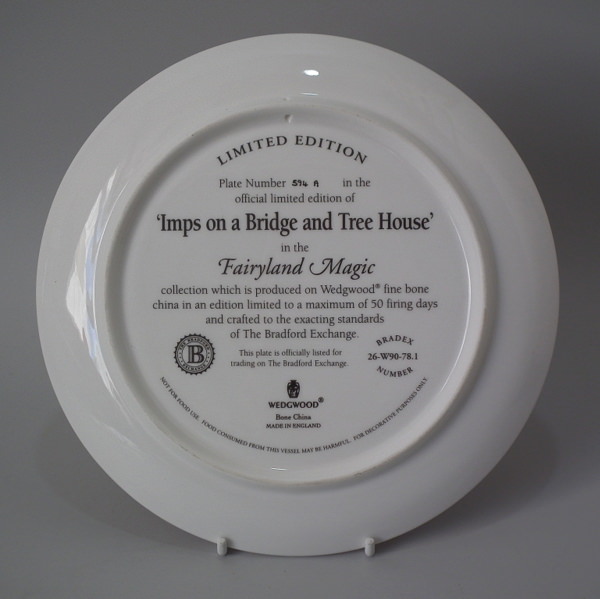 LIMITED EDITION
Plate Number 594 A in the
official limited edition of
'Imps on a Bridge and Tree House'
in the
Fairyland Magic
collection which is produced on Wedgwood® fine bone
china in an edition limited to a maximum of 50 firing days
and crafted to the exacting standards
of The Bradford Exchange.
THE BRADFORD EXCHANGE
B
This plate is officially listed for
trading on The Bradford Exchange.
BRADEX
26-W90-78.1
NUMBER
WEDGWOOD®
Bone China
MADE IN ENGLAND
NOT FOR FOOD USE. FOOD CONSUMED FROM THIS VESSEL MAY BE HARMFUL. FOR DECORATIVE PURPOSES ONLY